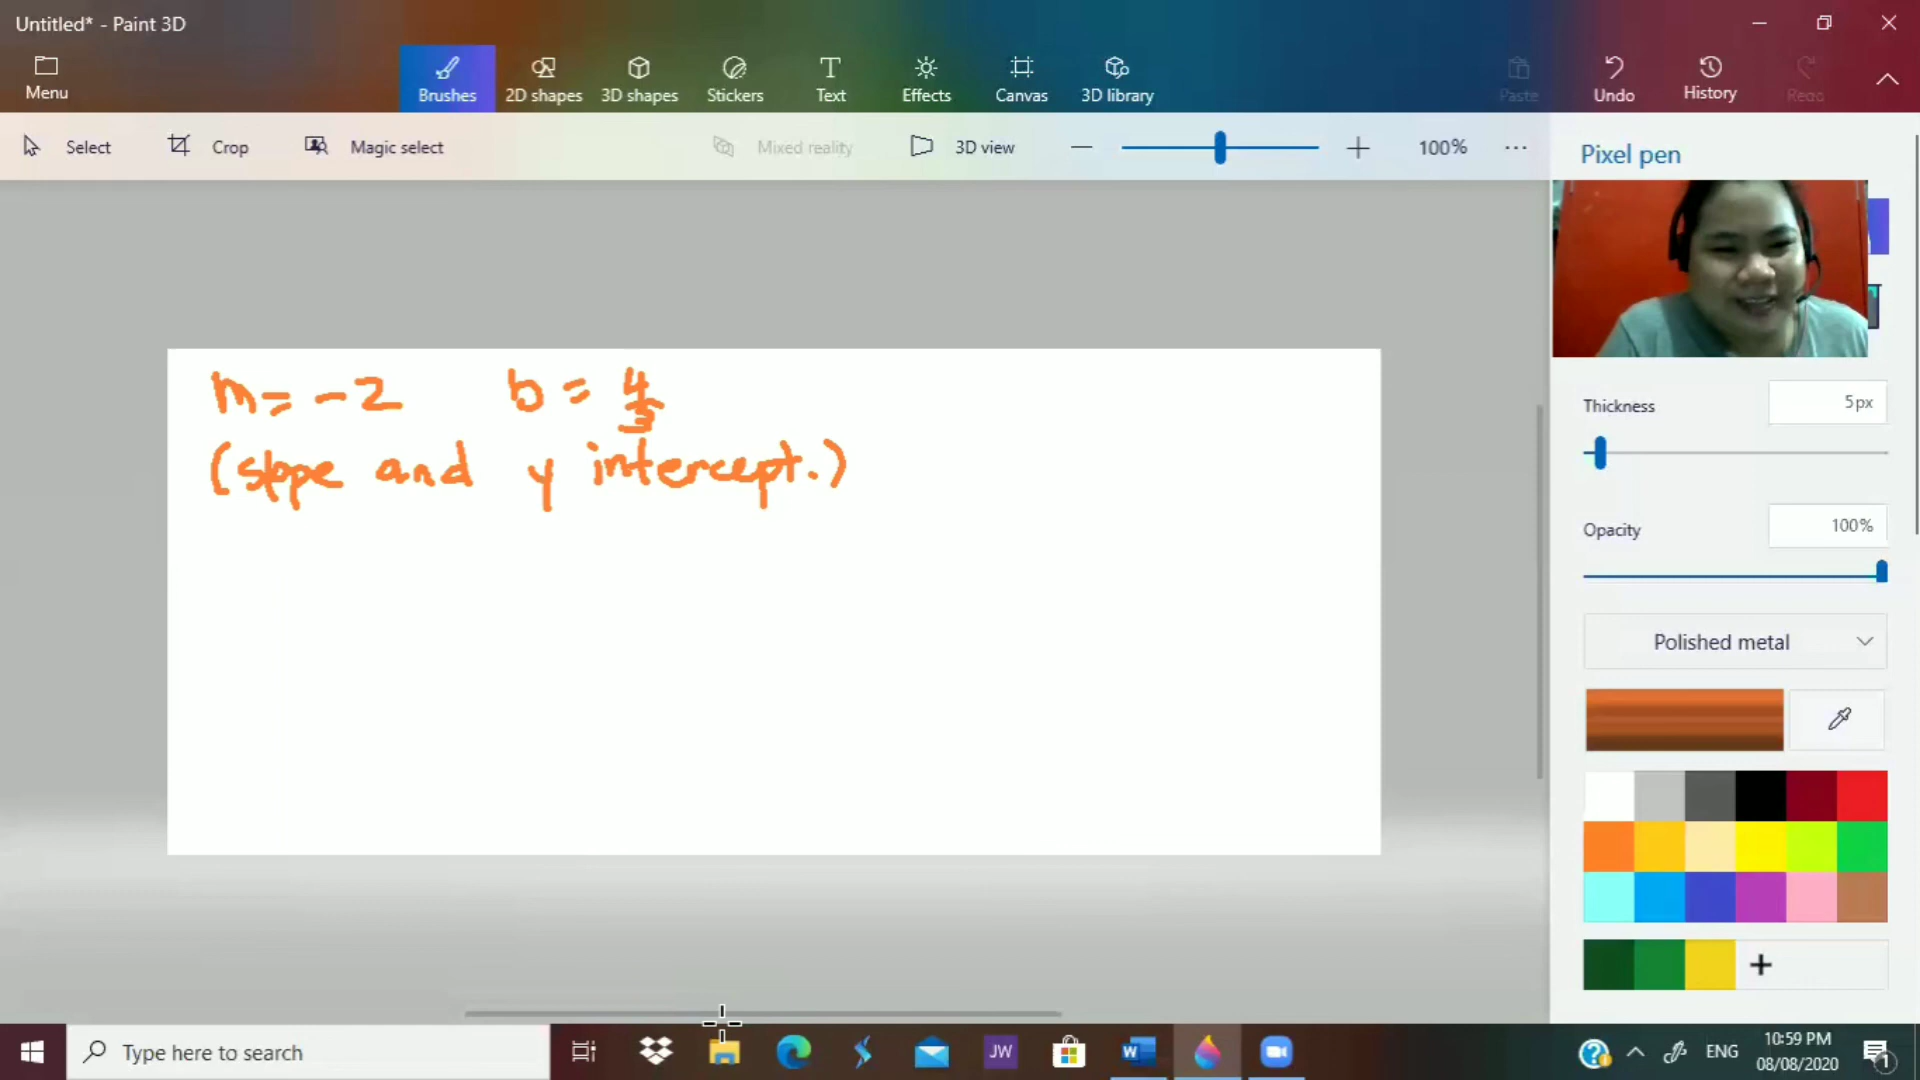 Untitled* - Paint 3D
Menu
Brushes
2D shapes
3D shapes
Stickers
Text
Effects
Canvas
3D library
Paste
Undo
History
Redo
Select
Crop
Magic select
Mixed reality
3D view
100%
Pixel pen
m = -2 b = 4/3
(slope and y intercept.)
Thickness
5px
Opacity
100%
Polished metal
Type here to search
JW
W
ENG
10:59 PM
08/08/2020
1